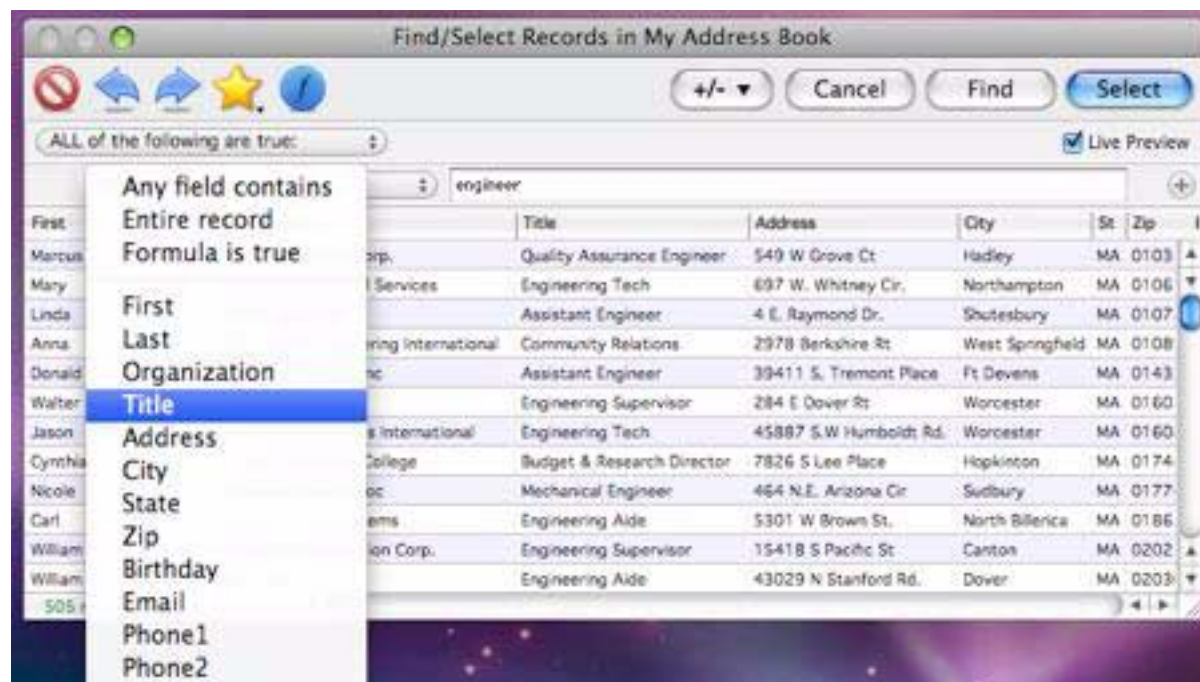 Find/Select Records in My Address Book
+/- ▼ Cancel Find Select
ALL of the following are true: Live Preview
engineer
Any field contains
Entire record
Formula is true
First
Last
Organization
Title
Address
City
State
Zip
Birthday
Email
Phone1
Phone2
First Title Address City St Zip
Marcus orp. Quality Assurance Engineer 549 W Grove Ct Hadley MA 0103
Mary Services Engineering Tech 697 W. Whitney Cir. Northampton MA 0106
Linda Assistant Engineer 4 E. Raymond Dr. Shutesbury MA 0107
Anna ring International Community Relations 2978 Berkshire Rt West Springfield MA 0108
Donald nc Assistant Engineer 39411 S. Tremont Place Ft Devens MA 0143
Walter Engineering Supervisor 284 E Dover Rt Worcester MA 0160
Jason s International Engineering Tech 45887 S.W Humboldt Rd. Worcester MA 0160
Cynthia College Budget & Research Director 7826 S Lee Place Hopkinton MA 0174
Nicole oc Mechanical Engineer 464 N.E. Arizona Cir Sudbury MA 0177
Carl ems Engineering Aide 5301 W Brown St. North Billerica MA 0186
William ion Corp. Engineering Supervisor 15418 S Pacific St Canton MA 0202
William Engineering Aide 43029 N Stanford Rd. Dover MA 0203
505